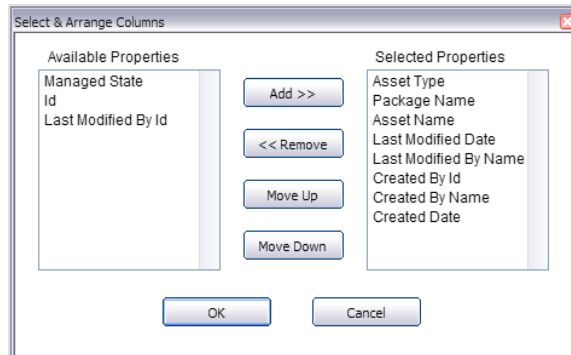 Select & Arrange Columns
Available Properties
Managed State
Id
Last Modified By Id
Add >>
<< Remove
Move Up
Move Down
Selected Properties
Asset Type
Package Name
Asset Name
Last Modified Date
Last Modified By Name
Created By Id
Created By Name
Created Date
OK
Cancel